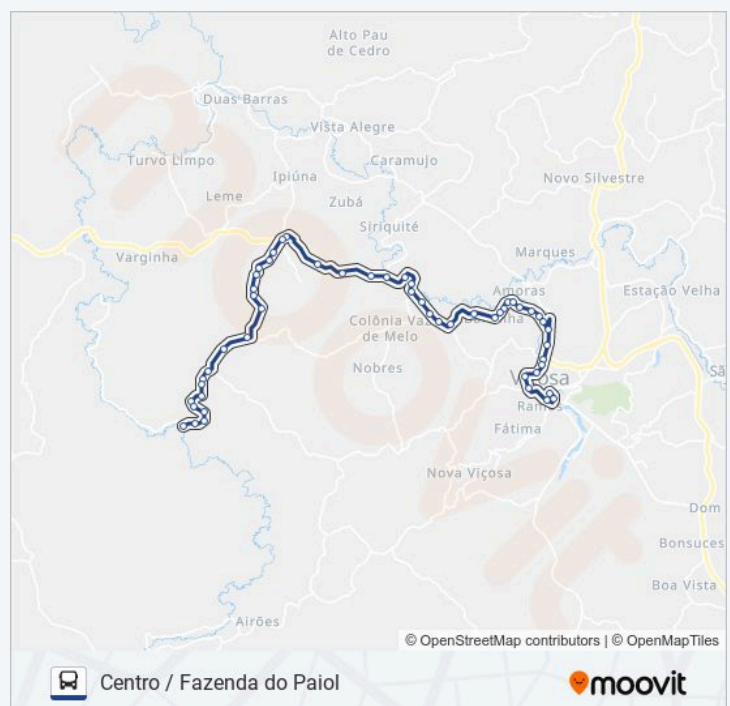 Alto Pau
de Cedro
Duas Barras
Vista Alegre
Turvo Limpo
Caramujo
Ipiúna
Novo Silvestre
Leme
Zubá
Siriquité
Varginha
Marques
Amoras
Estação Velha
Colônia Vaz
de Melo
Nobres
Viçosa
Ramos
Fátima
Nova Viçosa
Dom
Bonsuces
Boa Vista
Airões
© OpenStreetMap contributors | © OpenMapTiles
Centro / Fazenda do Paiol
moovit